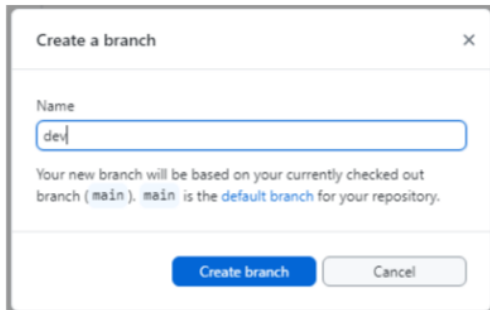 Create a branch
Name
dev
Your new branch will be based on your currently checked out
branch (main). main is the default branch for your repository.
Create branch
Cancel